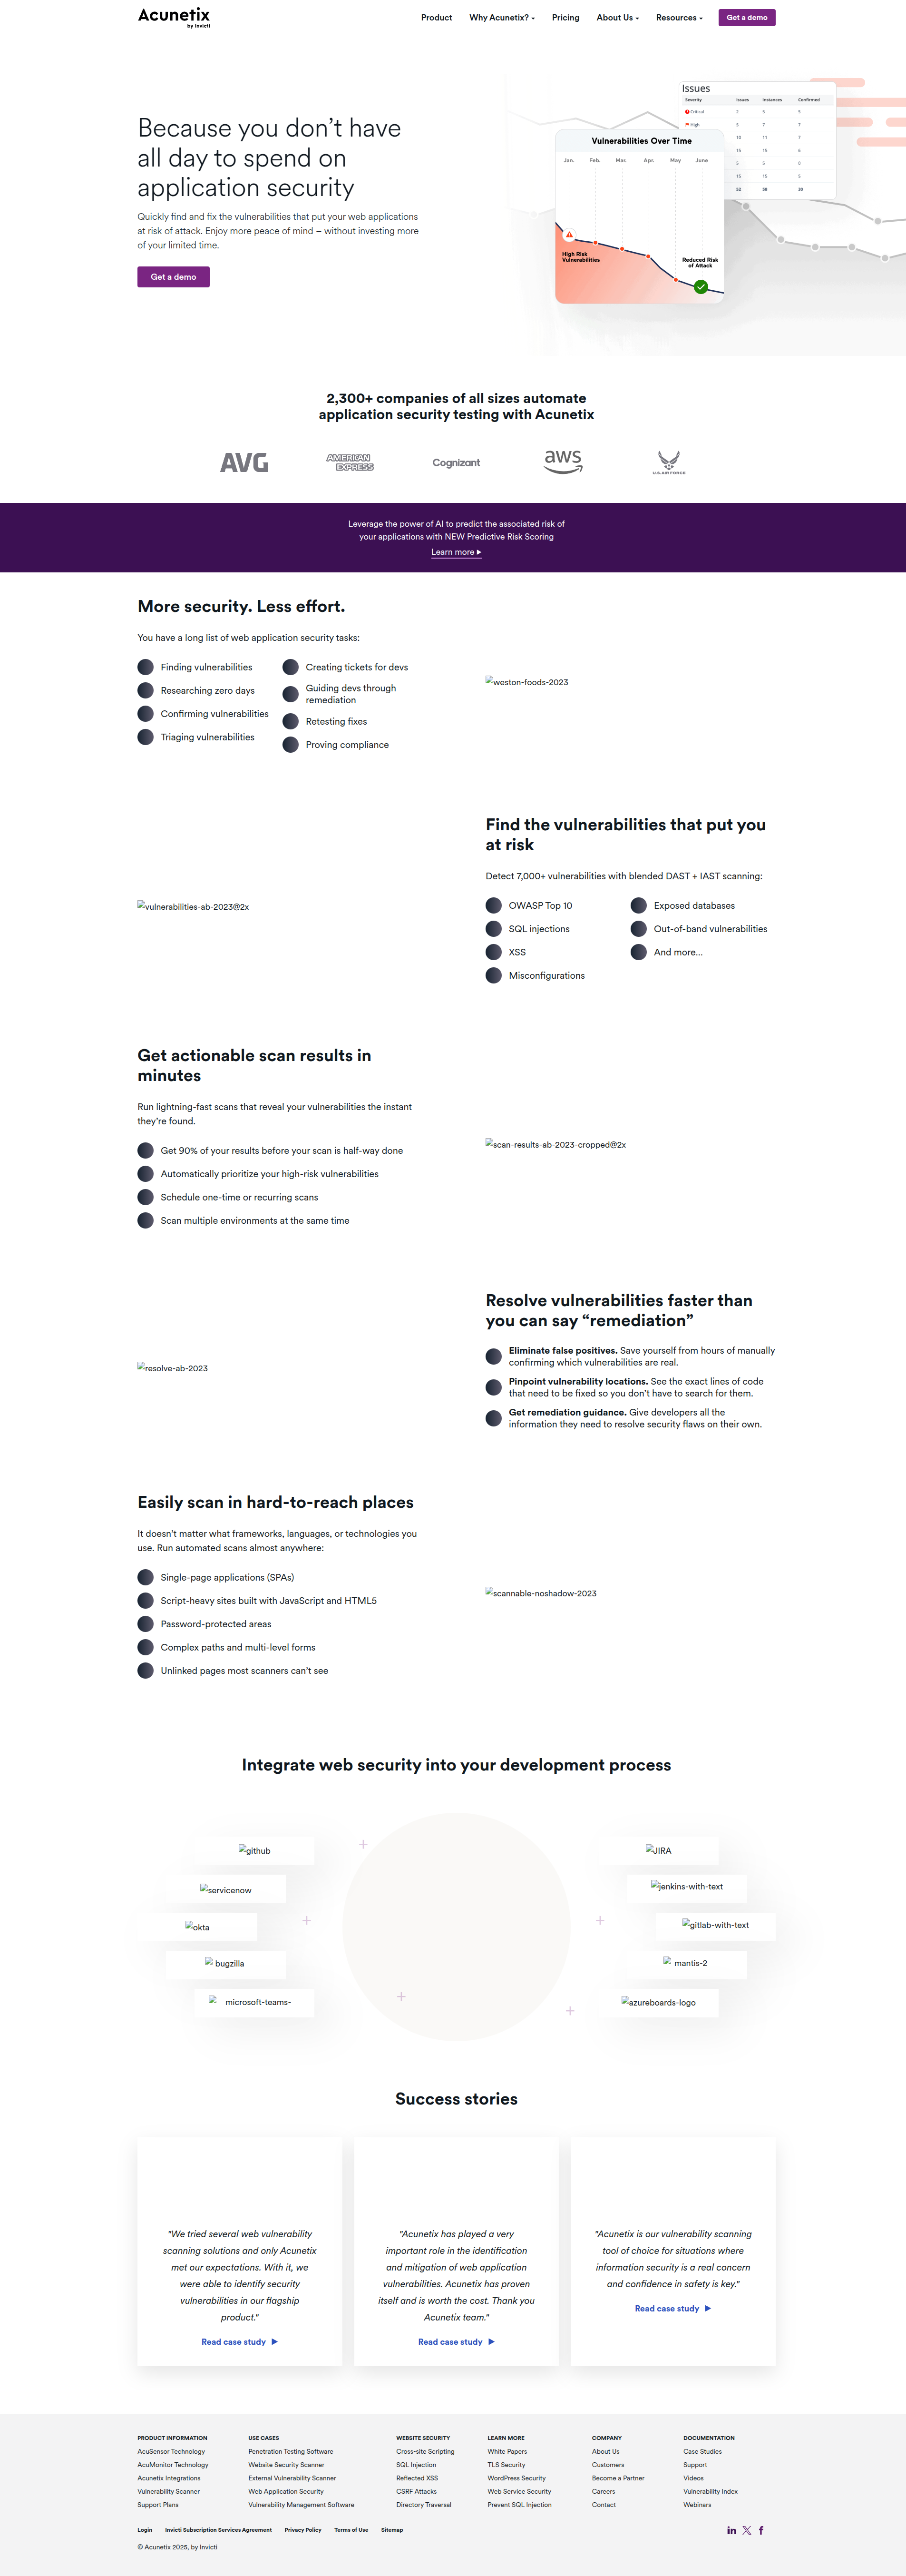 Acunetix
by Invicti
Product
Why Acunetix?
Pricing
About Us
Resources
Get a demo
Because you don’t have
all day to spend on
application security
Quickly find and fix the vulnerabilities that put your web applications
at risk of attack. Enjoy more peace of mind – without investing more
of your limited time.
Get a demo
Issues
Severity Issues Instances Confirmed
Critical 2 5 5
High 5 7 7
10 11 7
15 15 6
5 5 0
15 15 5
52 58 30
Vulnerabilities Over Time
Jan. Feb. Mar. Apr. May June
High Risk
Vulnerabilities
Reduced Risk
of Attack
2,300+ companies of all sizes automate
application security testing with Acunetix
AVG
AMERICAN
EXPRESS
Cognizant
aws
U.S. AIR FORCE
Leverage the power of AI to predict the associated risk of
your applications with NEW Predictive Risk Scoring
Learn more
More security. Less effort.
You have a long list of web application security tasks:
Finding vulnerabilities
Researching zero days
Confirming vulnerabilities
Triaging vulnerabilities
Creating tickets for devs
Guiding devs through
remediation
Retesting fixes
Proving compliance
weston-foods-2023
vulnerabilities-ab-2023@2x
Find the vulnerabilities that put you
at risk
Detect 7,000+ vulnerabilities with blended DAST + IAST scanning:
OWASP Top 10
SQL injections
XSS
Misconfigurations
Exposed databases
Out-of-band vulnerabilities
And more...
Get actionable scan results in
minutes
Run lightning-fast scans that reveal your vulnerabilities the instant
they’re found.
Get 90% of your results before your scan is half-way done
Automatically prioritize your high-risk vulnerabilities
Schedule one-time or recurring scans
Scan multiple environments at the same time
scan-results-ab-2023-cropped@2x
resolve-ab-2023
Resolve vulnerabilities faster than
you can say “remediation”
Eliminate false positives. Save yourself from hours of manually
confirming which vulnerabilities are real.
Pinpoint vulnerability locations. See the exact lines of code
that need to be fixed so you don’t have to search for them.
Get remediation guidance. Give developers all the
information they need to resolve security flaws on their own.
Easily scan in hard-to-reach places
It doesn’t matter what frameworks, languages, or technologies you
use. Run automated scans almost anywhere:
Single-page applications (SPAs)
Script-heavy sites built with JavaScript and HTML5
Password-protected areas
Complex paths and multi-level forms
Unlinked pages most scanners can’t see
scannable-noshadow-2023
Integrate web security into your development process
github
servicenow
okta
bugzilla
microsoft-teams-
JIRA
jenkins-with-text
gitlab-with-text
mantis-2
azureboards-logo
Success stories
"We tried several web vulnerability
scanning solutions and only Acunetix
met our expectations. With it, we
were able to identify security
vulnerabilities in our flagship
product."
Read case study
"Acunetix has played a very
important role in the identification
and mitigation of web application
vulnerabilities. Acunetix has proven
itself and is worth the cost. Thank you
Acunetix team."
Read case study
"Acunetix is our vulnerability scanning
tool of choice for situations where
information security is a real concern
and confidence in safety is key."
Read case study
PRODUCT INFORMATION
AcuSensor Technology
AcuMonitor Technology
Acunetix Integrations
Vulnerability Scanner
Support Plans
USE CASES
Penetration Testing Software
Website Security Scanner
External Vulnerability Scanner
Web Application Security
Vulnerability Management Software
WEBSITE SECURITY
Cross-site Scripting
SQL Injection
Reflected XSS
CSRF Attacks
Directory Traversal
LEARN MORE
White Papers
TLS Security
WordPress Security
Web Service Security
Prevent SQL Injection
COMPANY
About Us
Customers
Become a Partner
Careers
Contact
DOCUMENTATION
Case Studies
Support
Videos
Vulnerability Index
Webinars
Login
Invicti Subscription Services Agreement
Privacy Policy
Terms of Use
Sitemap
© Acunetix 2025, by Invicti